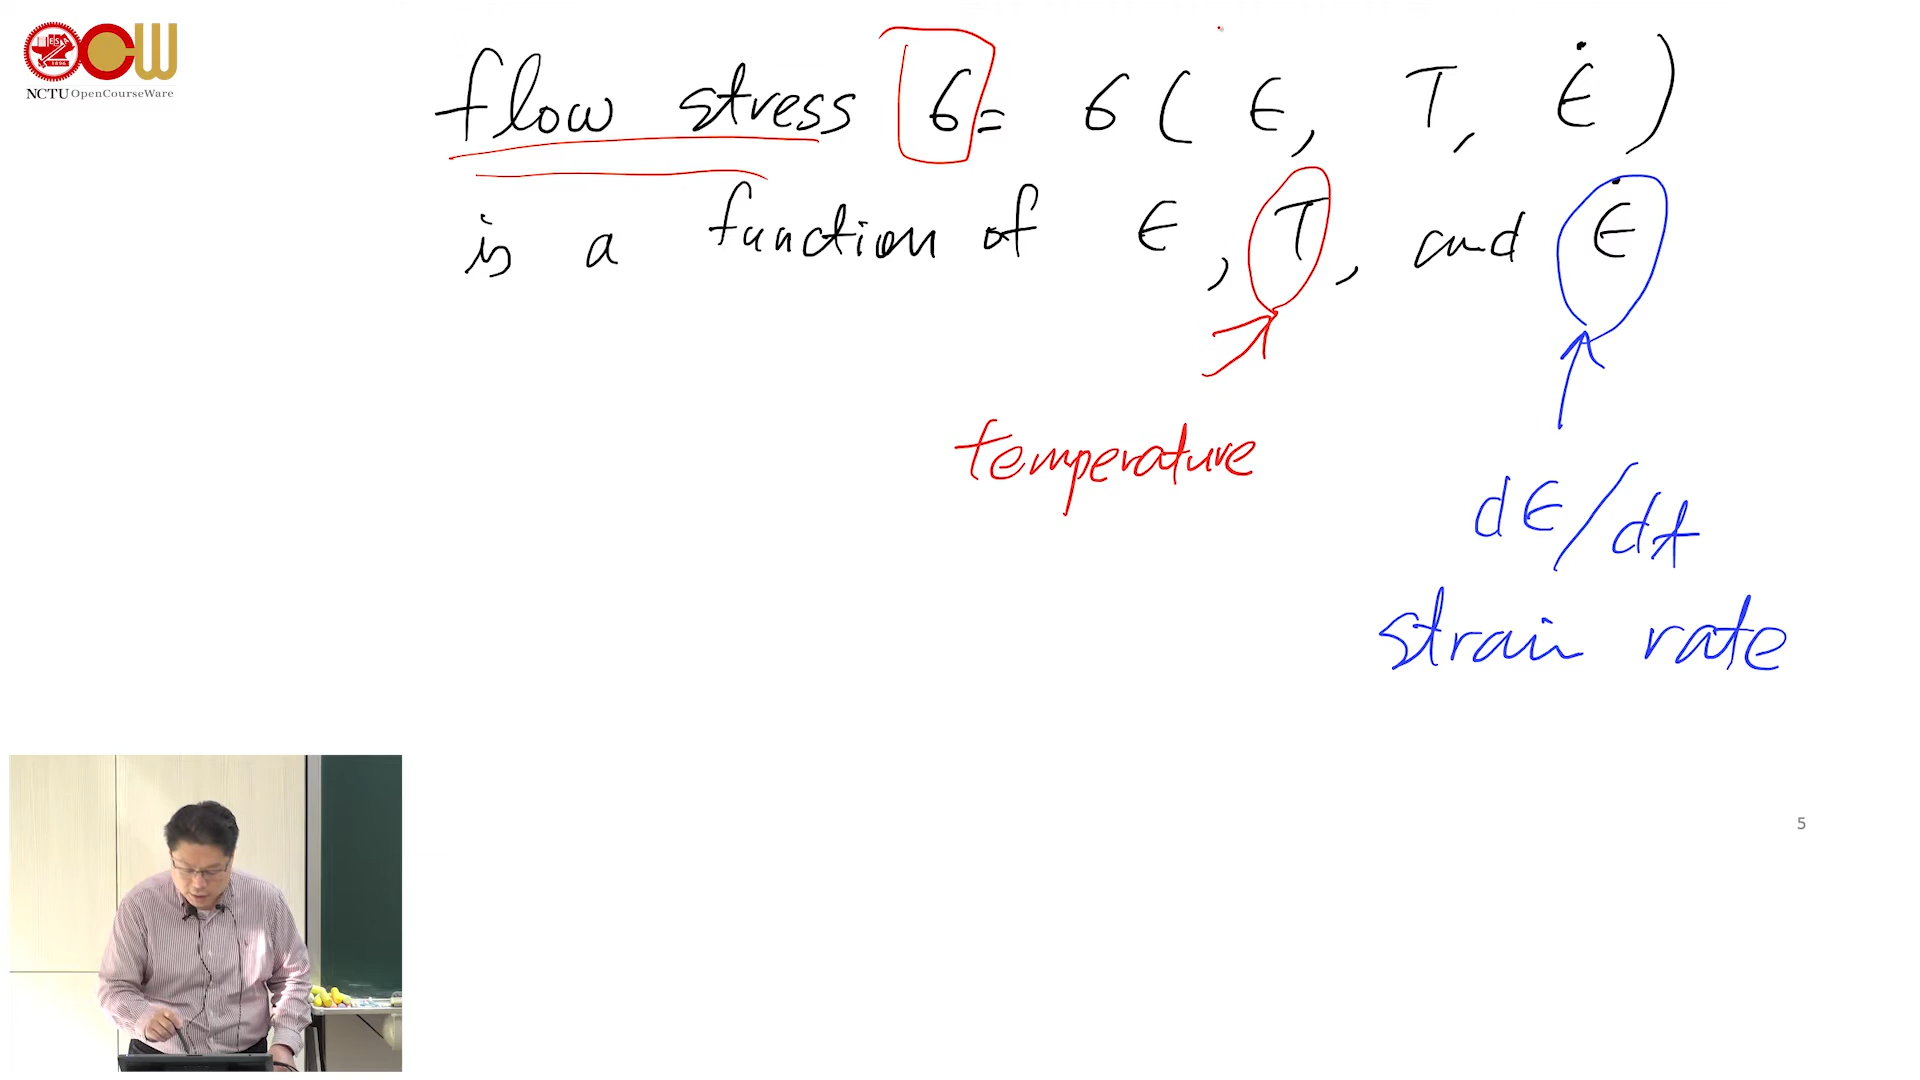 NCTU OpenCourseWare
flow stress σ = σ ( ϵ, T, ϵ̇ )
is a function of ϵ, T, and ϵ̇
temperature
dϵ/dt
strain rate
5